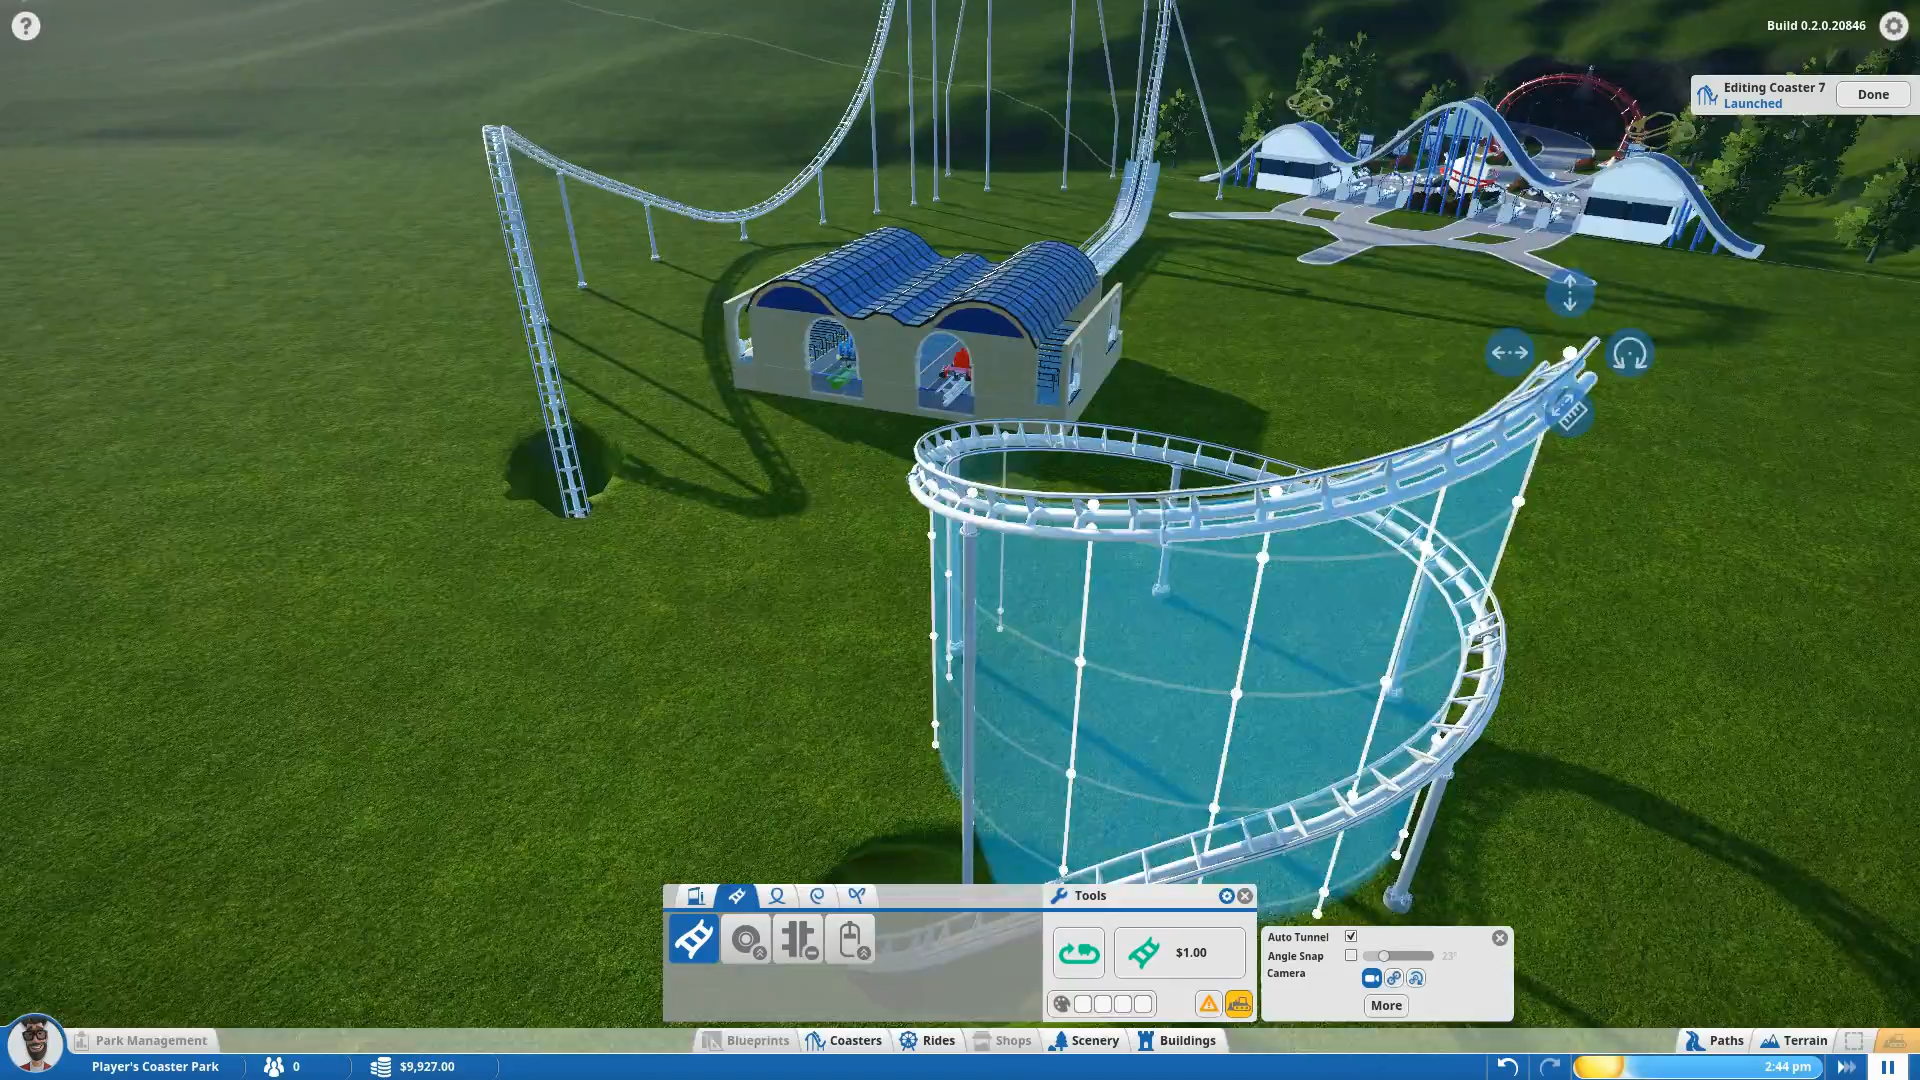 ?
Build 0.2.0.20846
Editing Coaster 7
Launched
Done
Tools
$1.00
Auto Tunnel
Angle Snap
23°
Camera
More
Park Management
Blueprints
Coasters
Rides
Shops
Scenery
Buildings
Paths
Terrain
Player's Coaster Park
0
$9,927.00
2:44 pm